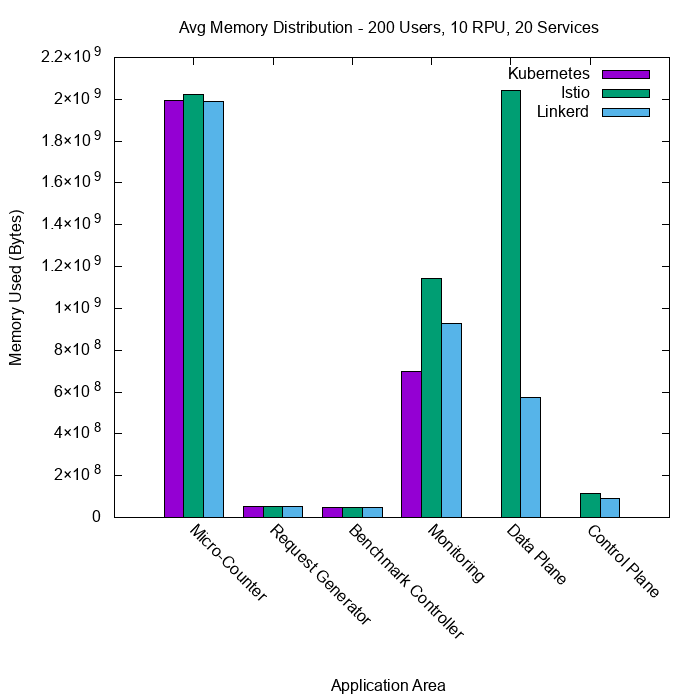 Avg Memory Distribution - 200 Users, 10 RPU, 20 Services
Kubernetes
Istio
Linkerd
2.2×10^9
2×10^9
1.8×10^9
1.6×10^9
1.4×10^9
1.2×10^9
1×10^9
8×10^8
6×10^8
4×10^8
2×10^8
0
Memory Used (Bytes)
Micro-Counter
Request Generator
Benchmark Controller
Monitoring
Data Plane
Control Plane
Application Area